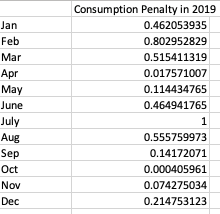 Consumption Penalty in 2019
Jan 0.462053935
Feb 0.802952829
Mar 0.515411319
Apr 0.017571007
May 0.114434765
June 0.464941765
July 1
Aug 0.555759973
Sep 0.14172071
Oct 0.000405961
Nov 0.074275034
Dec 0.214753123